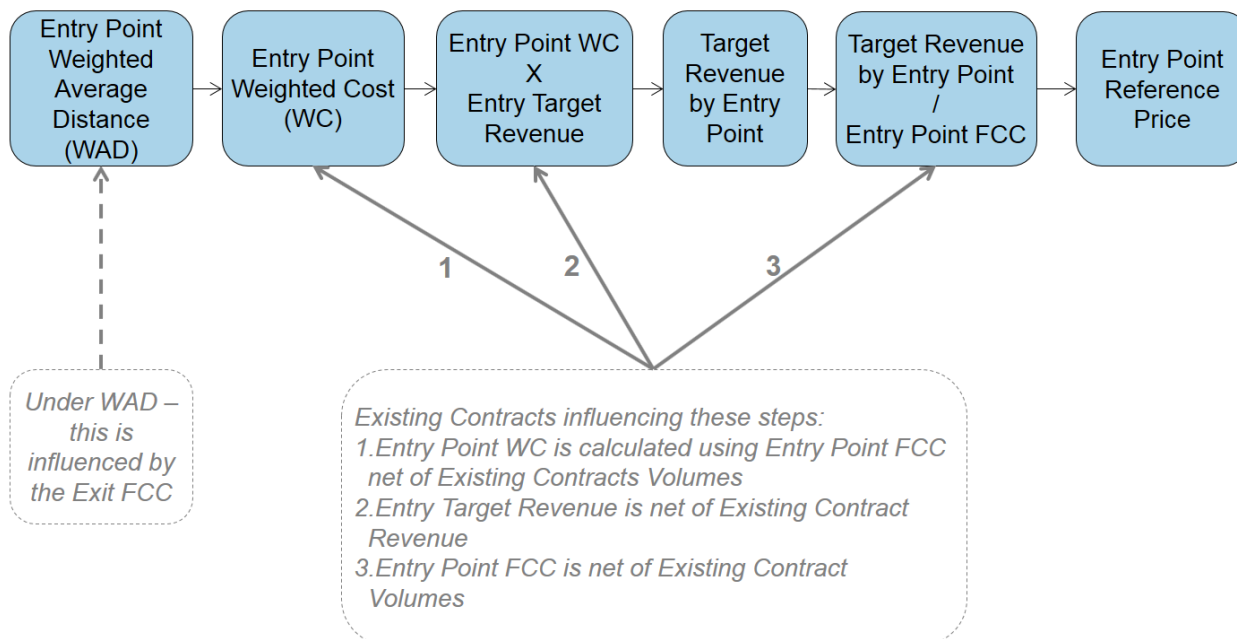 Entry Point
Weighted
Average
Distance
(WAD)
Entry Point
Weighted Cost
(WC)
Entry Point WC
X
Entry Target
Revenue
Target
Revenue
by Entry
Point
Target Revenue
by Entry Point
/
Entry Point FCC
Entry Point
Reference
Price
1
2
3
Under WAD –
this is
influenced by
the Exit FCC
Existing Contracts influencing these steps:
1.Entry Point WC is calculated using Entry Point FCC
net of Existing Contracts Volumes
2.Entry Target Revenue is net of Existing Contract
Revenue
3.Entry Point FCC is net of Existing Contract
Volumes